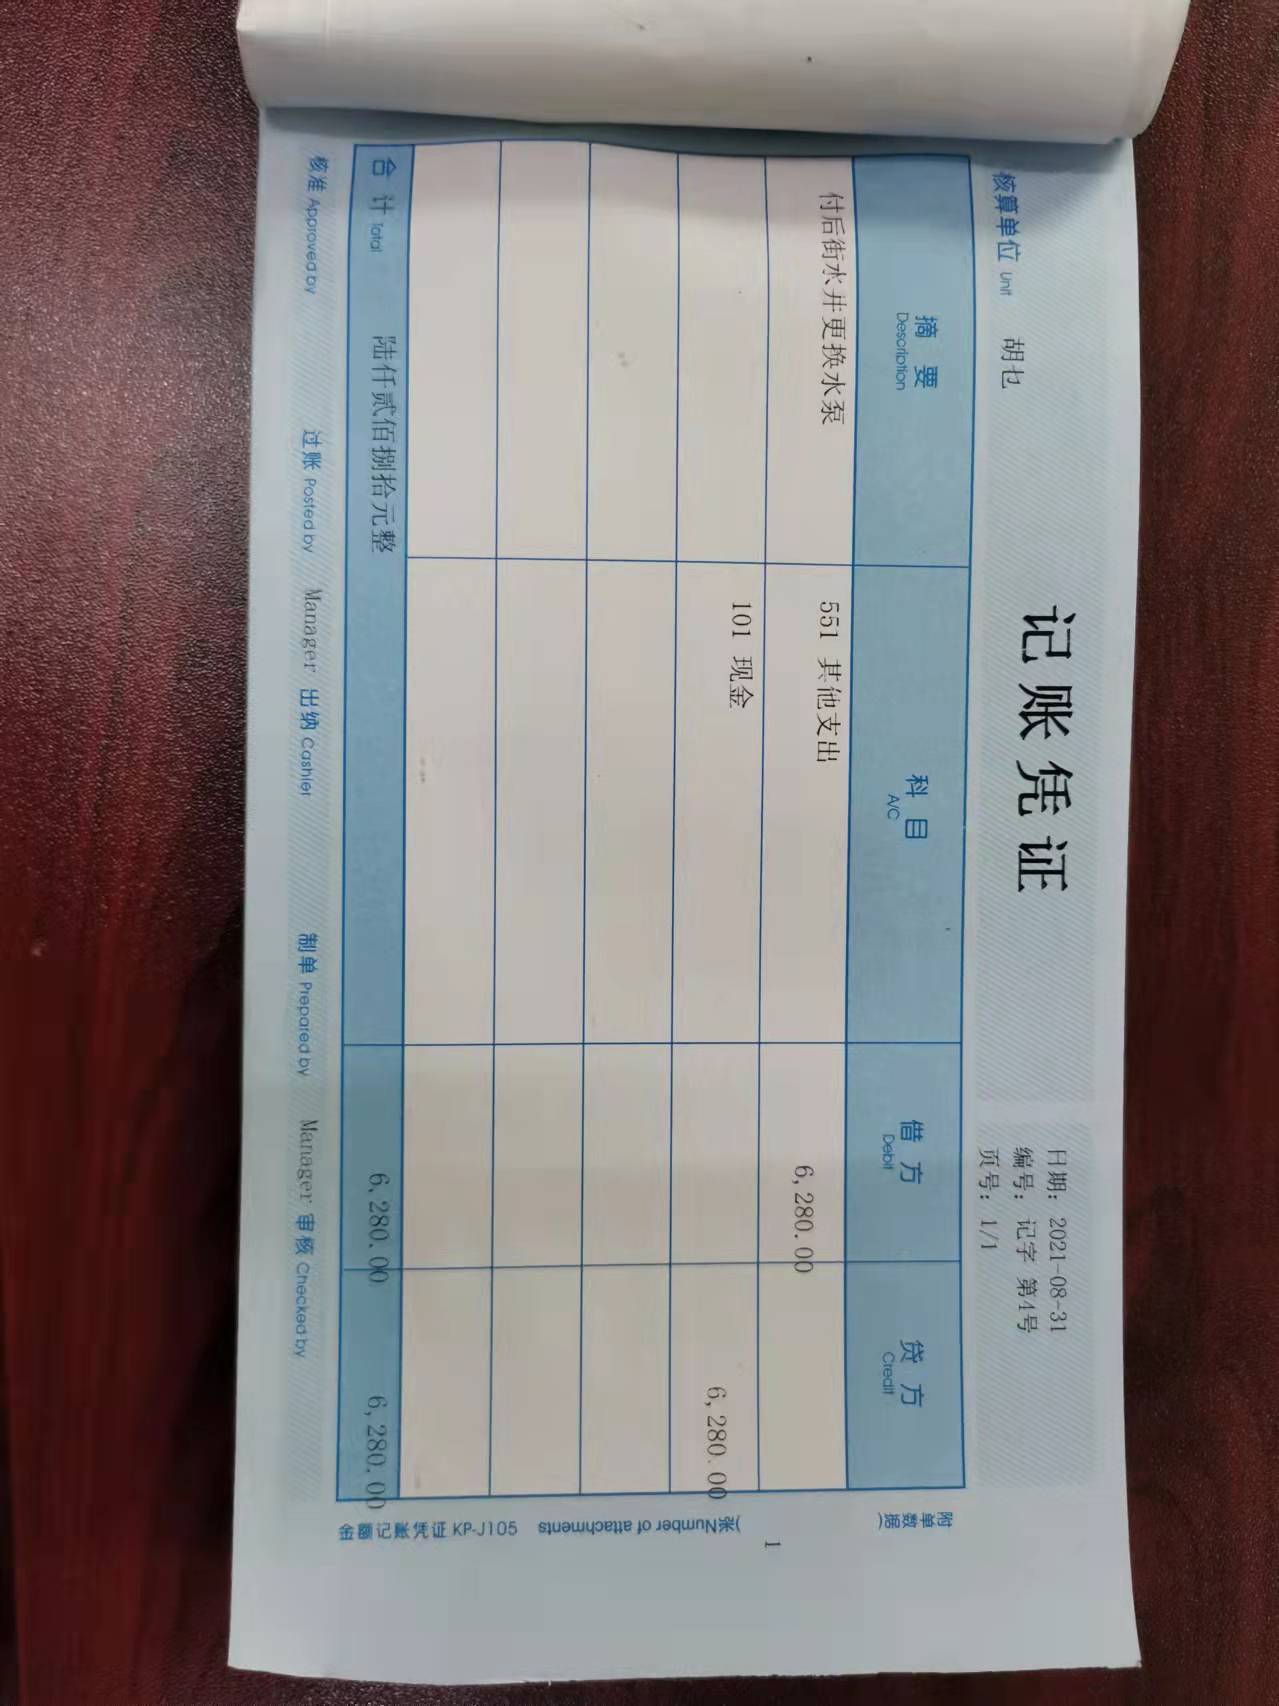 记账凭证
日期: 2021-08-31
编号: 记字 第4号
核算单位 Unit 胡乜
页号: 1/1
摘要 科目 借方 贷方
Description A/C Debit Credit
付后街水井更换水泵 551 其他支出 6,280.00
101 现金 6,280.00
合计 Total 陆仟贰佰捌拾元整 6,280.00 6,280.00
核准 Approved by 过账 Posted by Manager 出纳 Cashier 制单 Prepared by Manager 审核 Checked by
附单数据(
1
张Number of attachments)
金额记账凭证 KP-J105